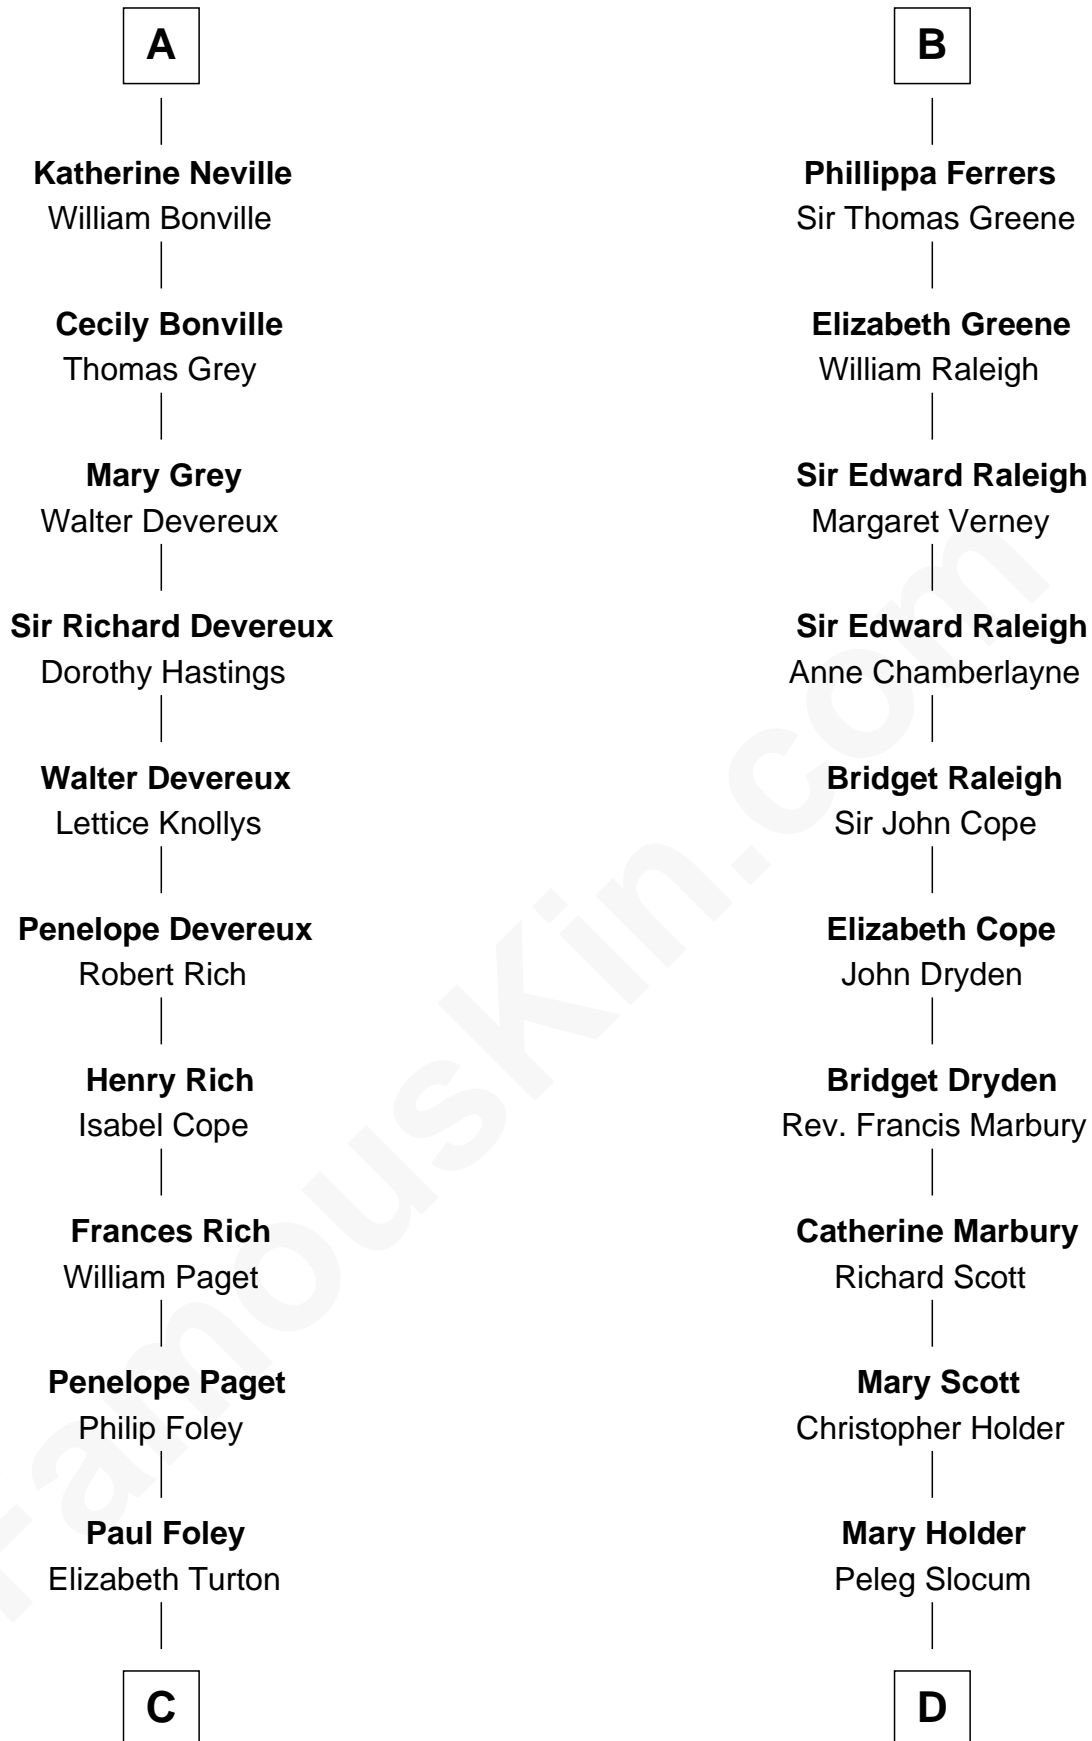 A
Katherine Neville
William Bonville
Cecily Bonville
Thomas Grey
Mary Grey
Walter Devereux
Sir Richard Devereux
Dorothy Hastings
Walter Devereux
Lettice Knollys
Penelope Devereux
Robert Rich
Henry Rich
Isabel Cope
Frances Rich
William Paget
Penelope Paget
Philip Foley
Paul Foley
Elizabeth Turton
C
B
Phillippa Ferrers
Sir Thomas Greene
Elizabeth Greene
William Raleigh
Sir Edward Raleigh
Margaret Verney
Sir Edward Raleigh
Anne Chamberlayne
Bridget Raleigh
Sir John Cope
Elizabeth Cope
John Dryden
Bridget Dryden
Rev. Francis Marbury
Catherine Marbury
Richard Scott
Mary Scott
Christopher Holder
Mary Holder
Peleg Slocum
D
FamousKin.com